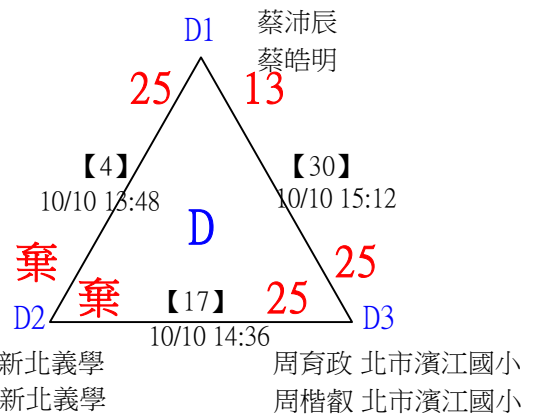 D1
蔡沛辰
蔡皓明
25
13
【4】
10/10 13:48
【30】
10/10 15:12
D
棄
25
棄
【17】
25
D2
10/10 14:36
D3
新北義學
新北義學
周育政 北市濱江國小
周楷叡 北市濱江國小